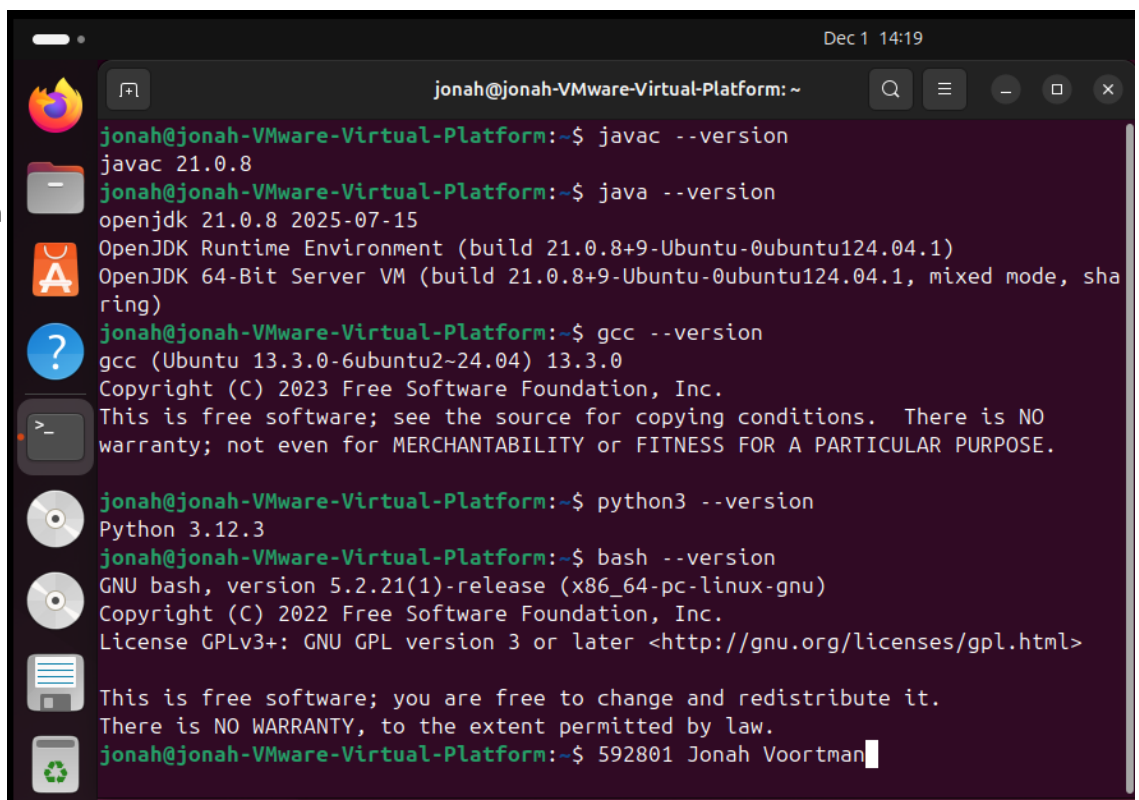 Dec 1 14:19
jonah@jonah-VMware-Virtual-Platform: ~
jonah@jonah-VMware-Virtual-Platform:~$ javac --version
javac 21.0.8
jonah@jonah-VMware-Virtual-Platform:~$ java --version
openjdk 21.0.8 2025-07-15
OpenJDK Runtime Environment (build 21.0.8+9-Ubuntu-0ubuntu124.04.1)
OpenJDK 64-Bit Server VM (build 21.0.8+9-Ubuntu-0ubuntu124.04.1, mixed mode, sha
ring)
jonah@jonah-VMware-Virtual-Platform:~$ gcc --version
gcc (Ubuntu 13.3.0-6ubuntu2~24.04) 13.3.0
Copyright (C) 2023 Free Software Foundation, Inc.
This is free software; see the source for copying conditions.  There is NO
warranty; not even for MERCHANTABILITY or FITNESS FOR A PARTICULAR PURPOSE.
jonah@jonah-VMware-Virtual-Platform:~$ python3 --version
Python 3.12.3
jonah@jonah-VMware-Virtual-Platform:~$ bash --version
GNU bash, version 5.2.21(1)-release (x86_64-pc-linux-gnu)
Copyright (C) 2022 Free Software Foundation, Inc.
License GPLv3+: GNU GPL version 3 or later <http://gnu.org/licenses/gpl.html>
This is free software; you are free to change and redistribute it.
There is NO WARRANTY, to the extent permitted by law.
jonah@jonah-VMware-Virtual-Platform:~$ 592801 Jonah Voortman